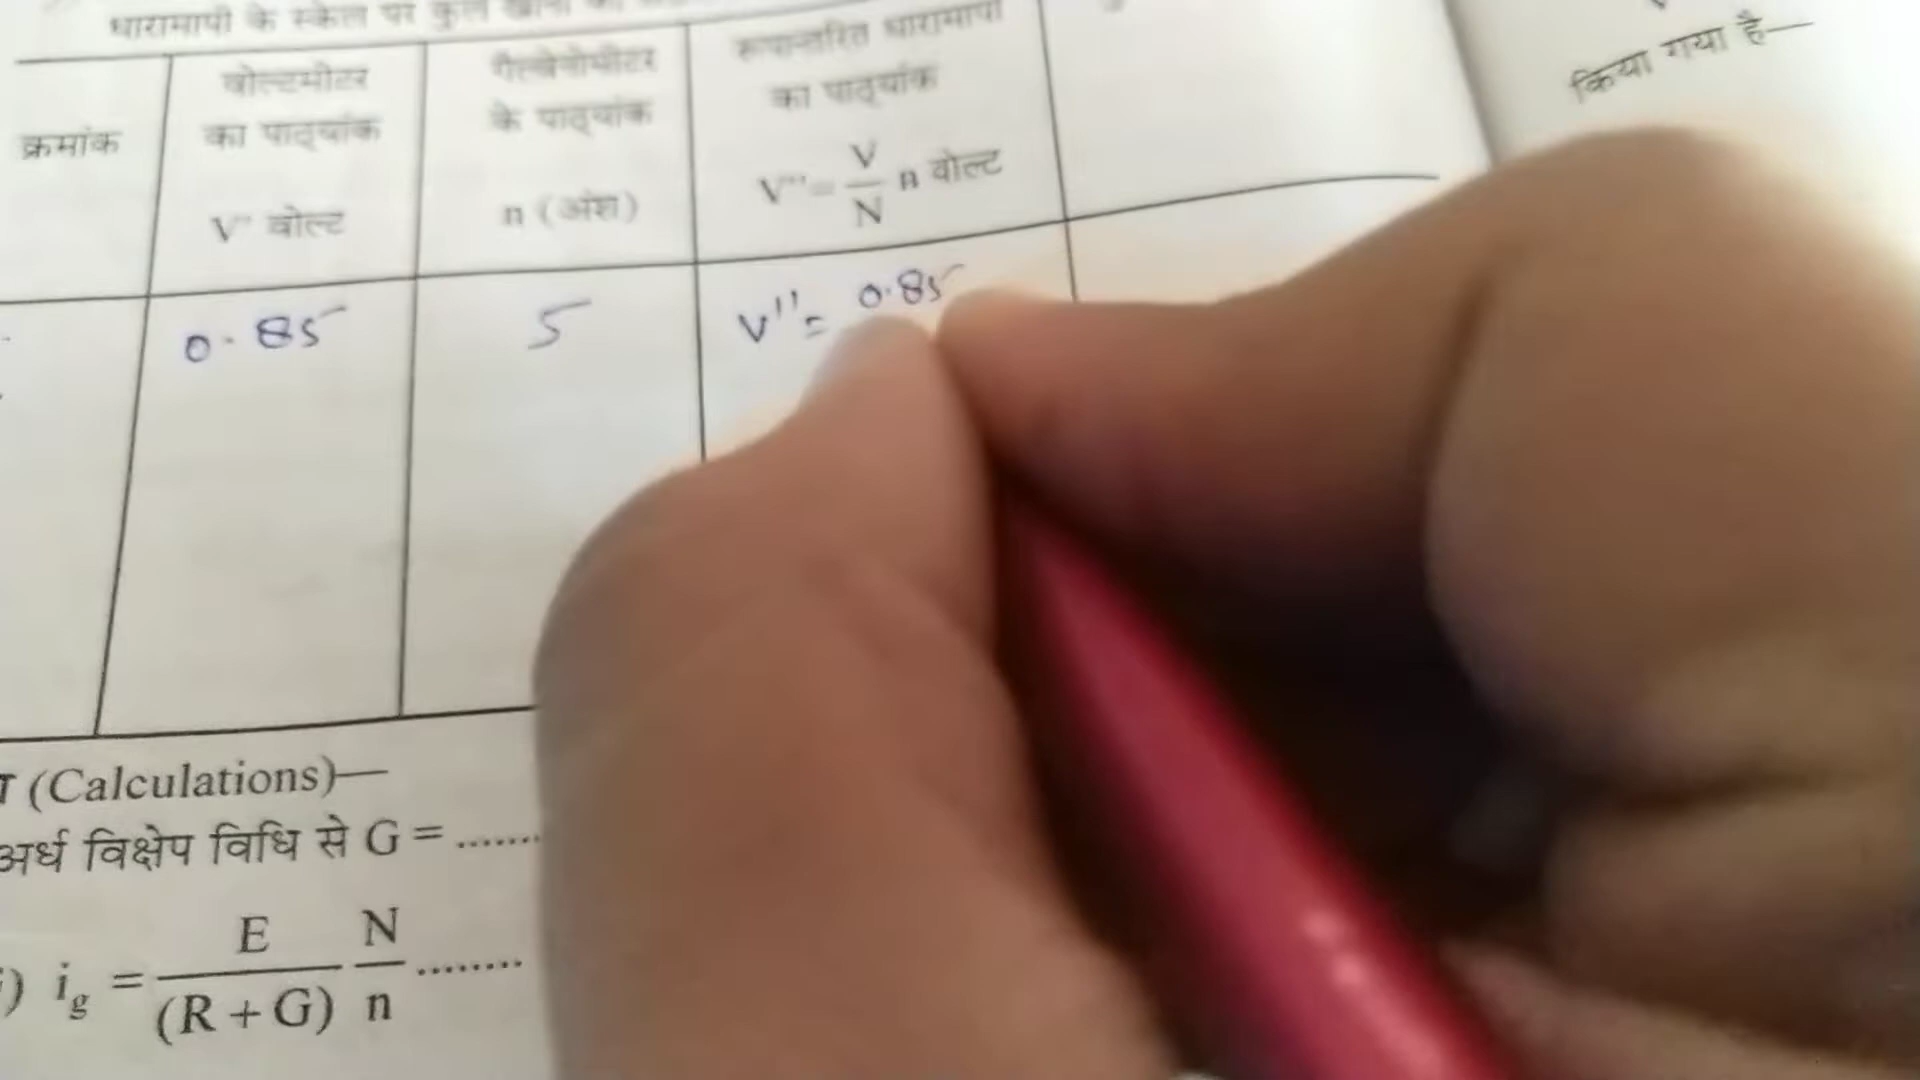 धारामापी के स्केल पर कुल
किया गया है—
क्रमांक
वोल्टमीटर
का पाठ्यांक
V' वोल्ट
गैल्वेनोमीटर
के पाठ्यांक
n (अंश)
रूपान्तरित धारामापी
का पाठ्यांक
V''= V/N n वोल्ट
0.85
5
V''= 0.85
(Calculations)—
अर्ध विक्षेप विधि से G = .......
i_g = E/(R + G) N/n ........